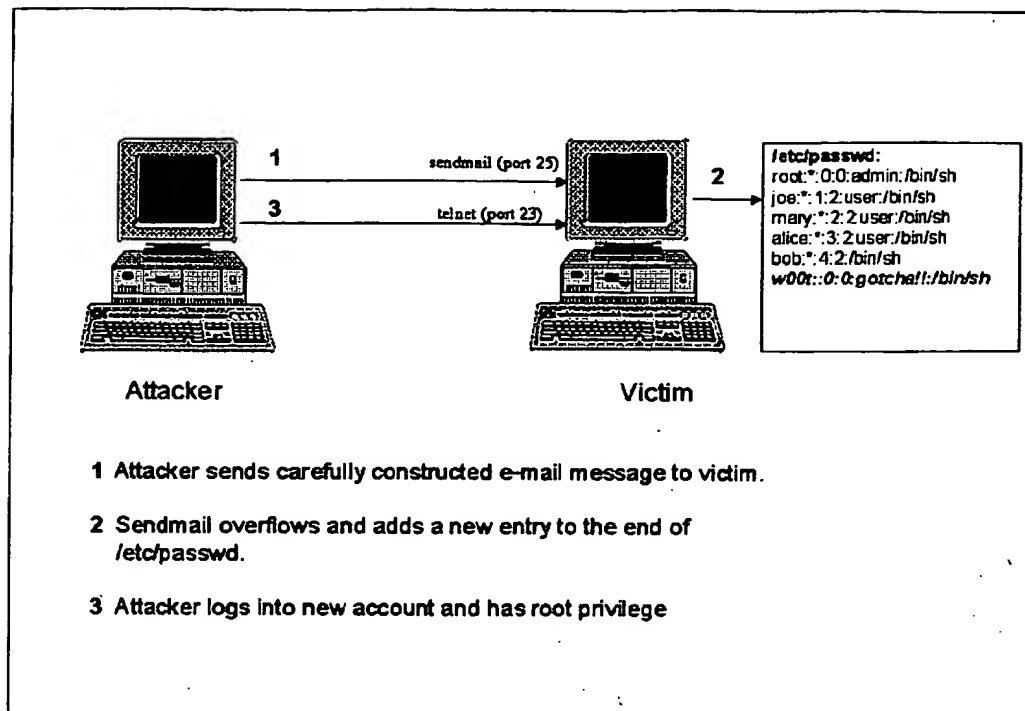 1
sendmail (port 25)
3
telnet (port 23)
2
/etc/passwd:
root:*:0:0:admin:/bin/sh
joe:*:1:2:user:/bin/sh
mary:*:2:2user:/bin/sh
alice:*:3:2user:/bin/sh
bob:*:4:2:/bin/sh
w00t::0:0:gotcha!!:/bin/sh
Attacker
Victim
1 Attacker sends carefully constructed e-mail message to victim.
2 Sendmail overflows and adds a new entry to the end of
/etc/passwd.
3 Attacker logs into new account and has root privilege